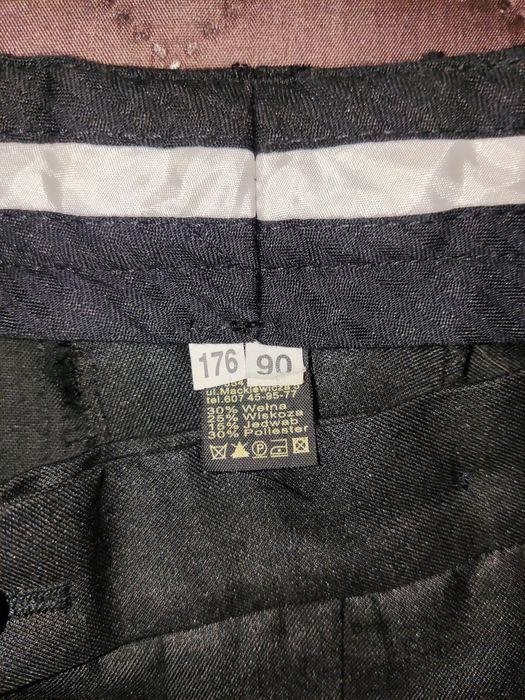 176 90
ul.Mackiewicza
tel.607 45-95-77
30% Wełna
25% Wiskoza
15% Jedwab
30% Poliester